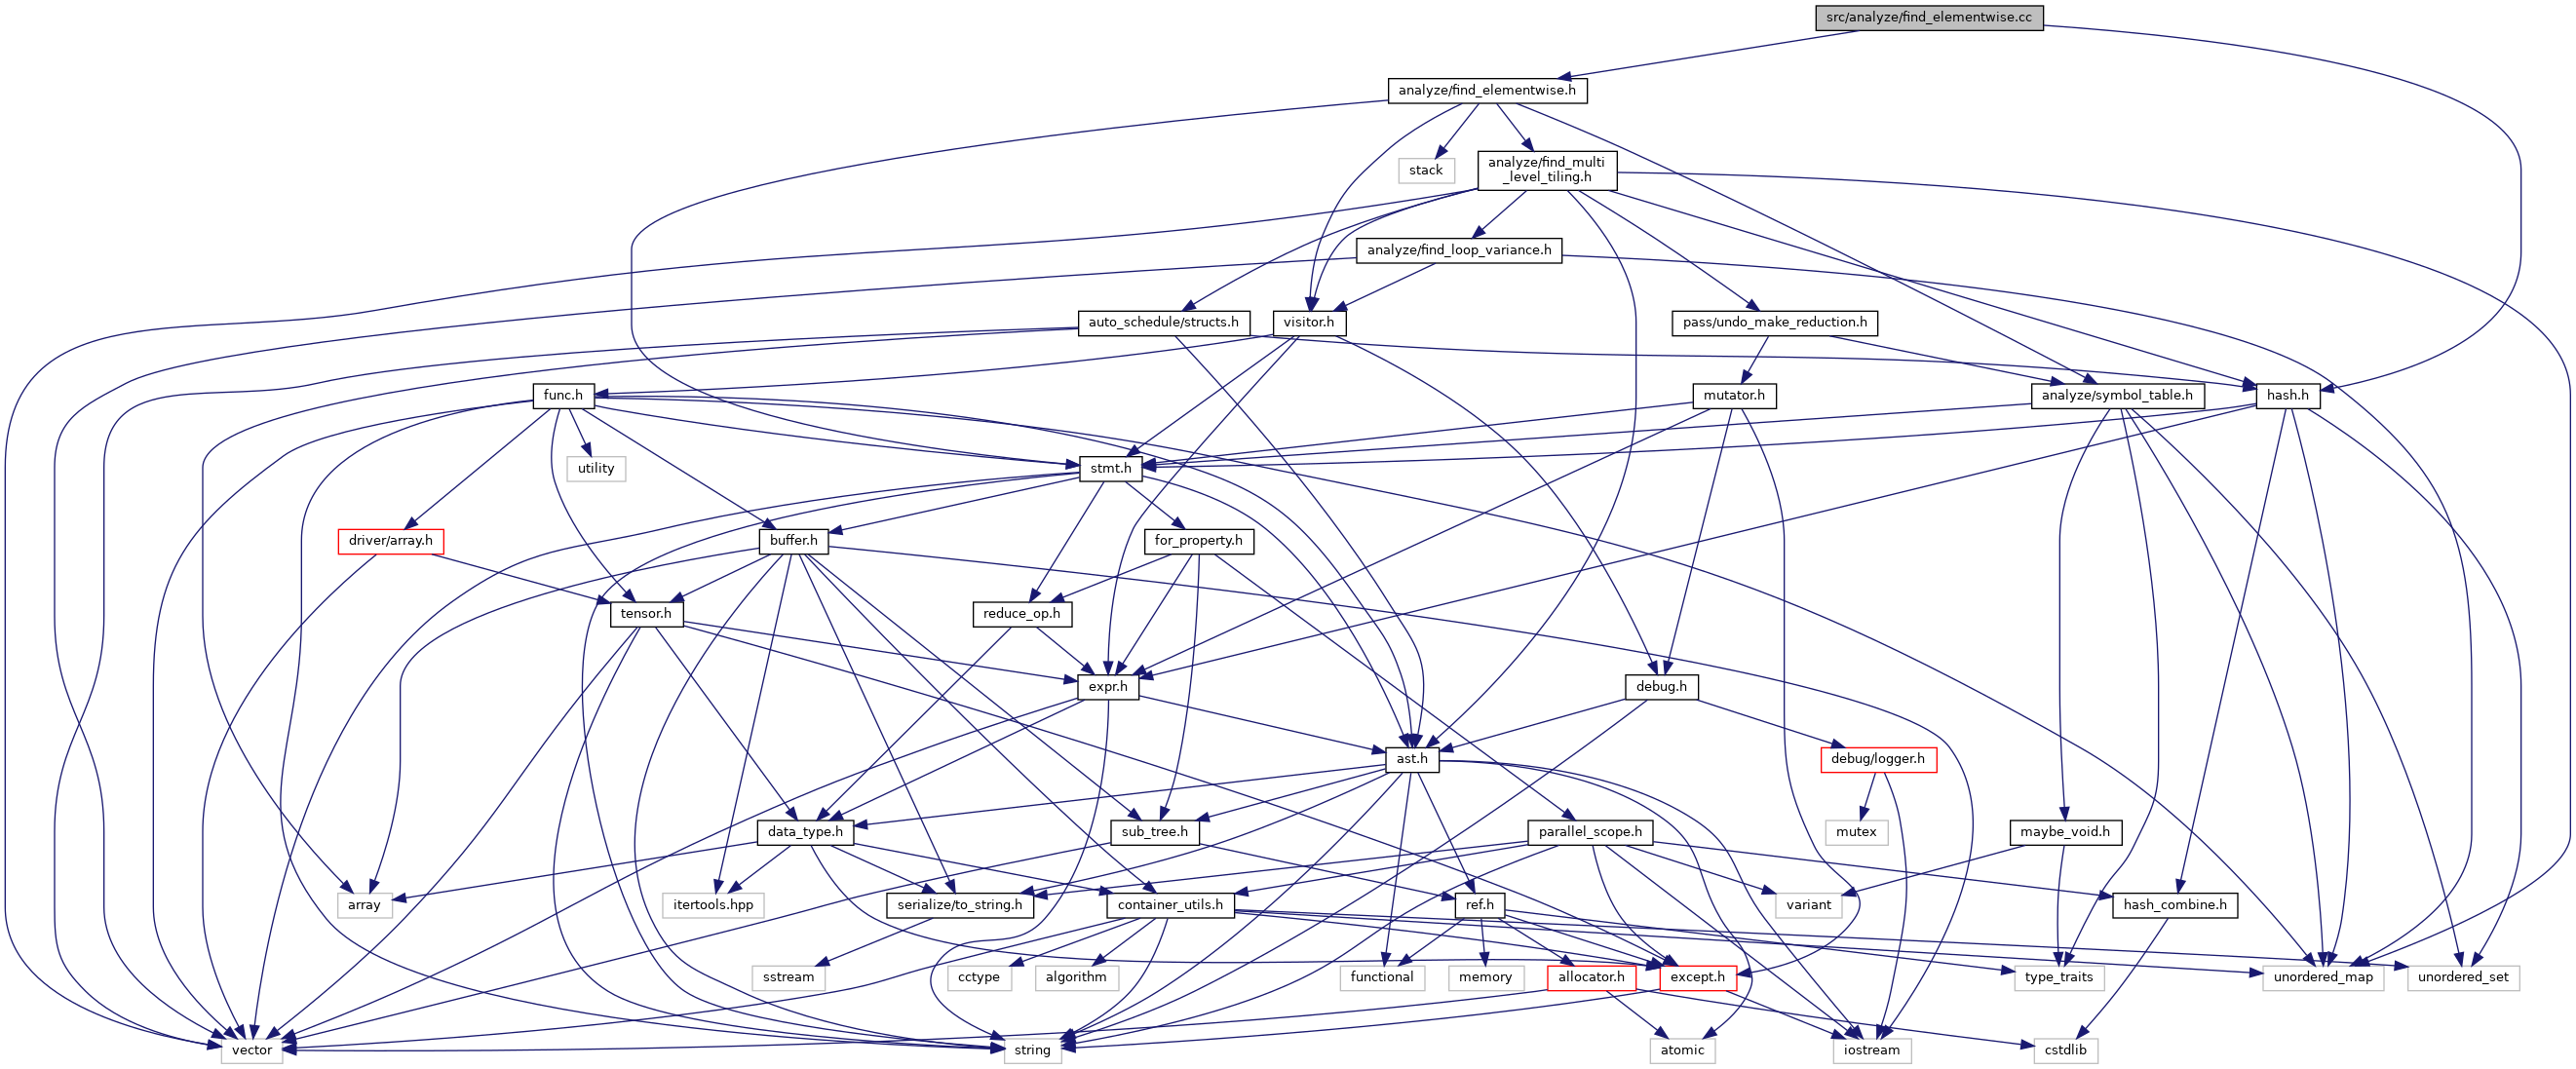 src/analyze/find_elementwise.cc
analyze/find_elementwise.h
stack
analyze/find_multi
_level_tiling.h
analyze/find_loop_variance.h
auto_schedule/structs.h
visitor.h
pass/undo_make_reduction.h
func.h
mutator.h
analyze/symbol_table.h
hash.h
utility
stmt.h
driver/array.h
buffer.h
for_property.h
tensor.h
reduce_op.h
expr.h
debug.h
ast.h
debug/logger.h
data_type.h
sub_tree.h
parallel_scope.h
mutex
maybe_void.h
array
itertools.hpp
serialize/to_string.h
container_utils.h
ref.h
variant
hash_combine.h
sstream
cctype
algorithm
functional
memory
allocator.h
except.h
type_traits
unordered_map
unordered_set
vector
string
atomic
iostream
cstdlib